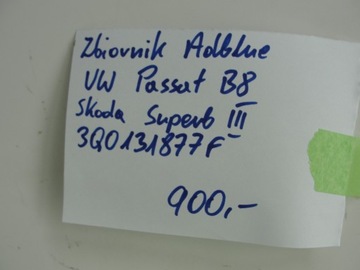 Zbiornik Adblue
VW Passat B8
Skoda Superb III
3Q0131877F
900,-